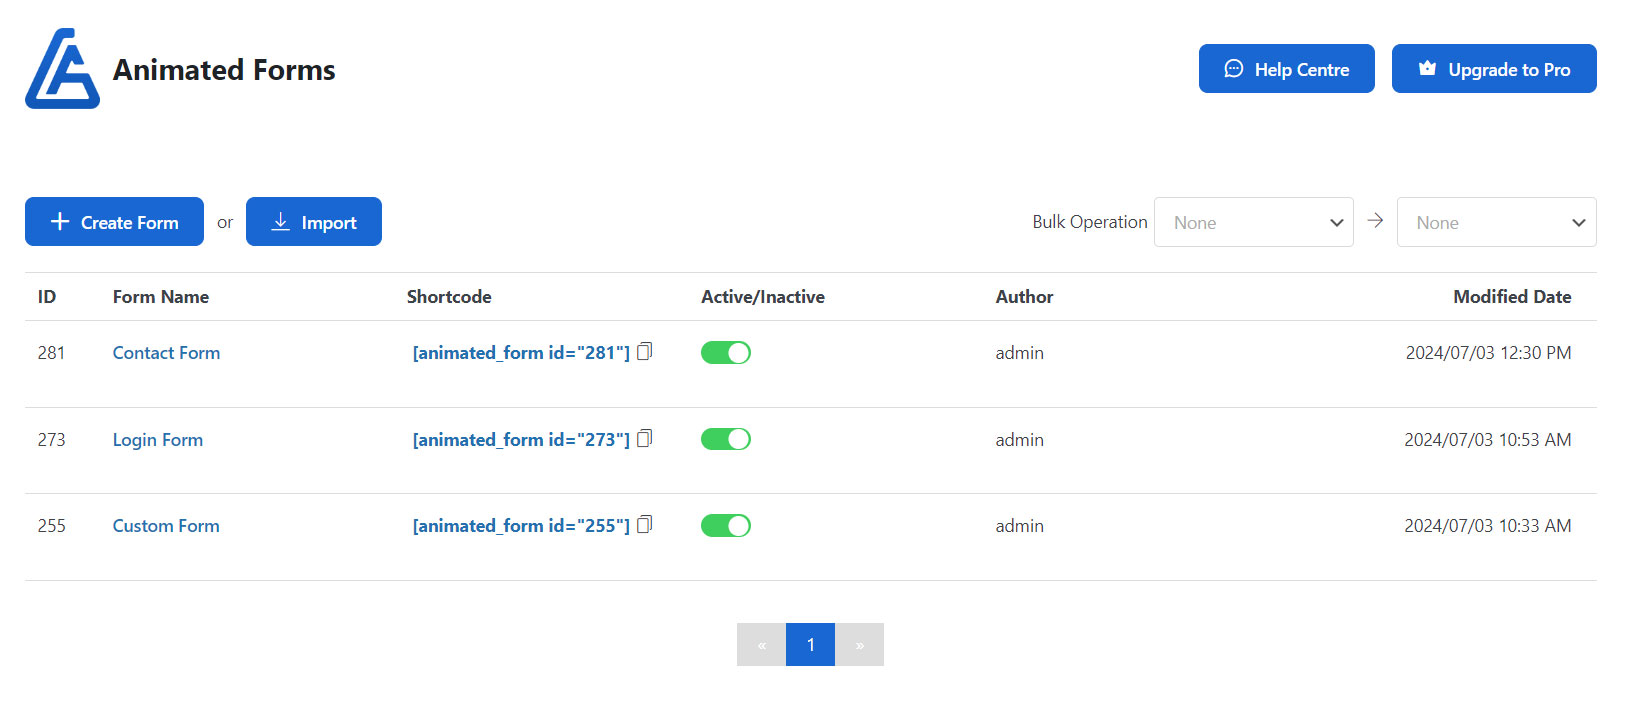 Animated Forms
Help Centre
Upgrade to Pro
Create Form or Import
Bulk Operation None → None
ID Form Name Shortcode Active/Inactive Author Modified Date
281 Contact Form [animated_form id="281"] admin 2024/07/03 12:30 PM
273 Login Form [animated_form id="273"] admin 2024/07/03 10:53 AM
255 Custom Form [animated_form id="255"] admin 2024/07/03 10:33 AM
« 1 »